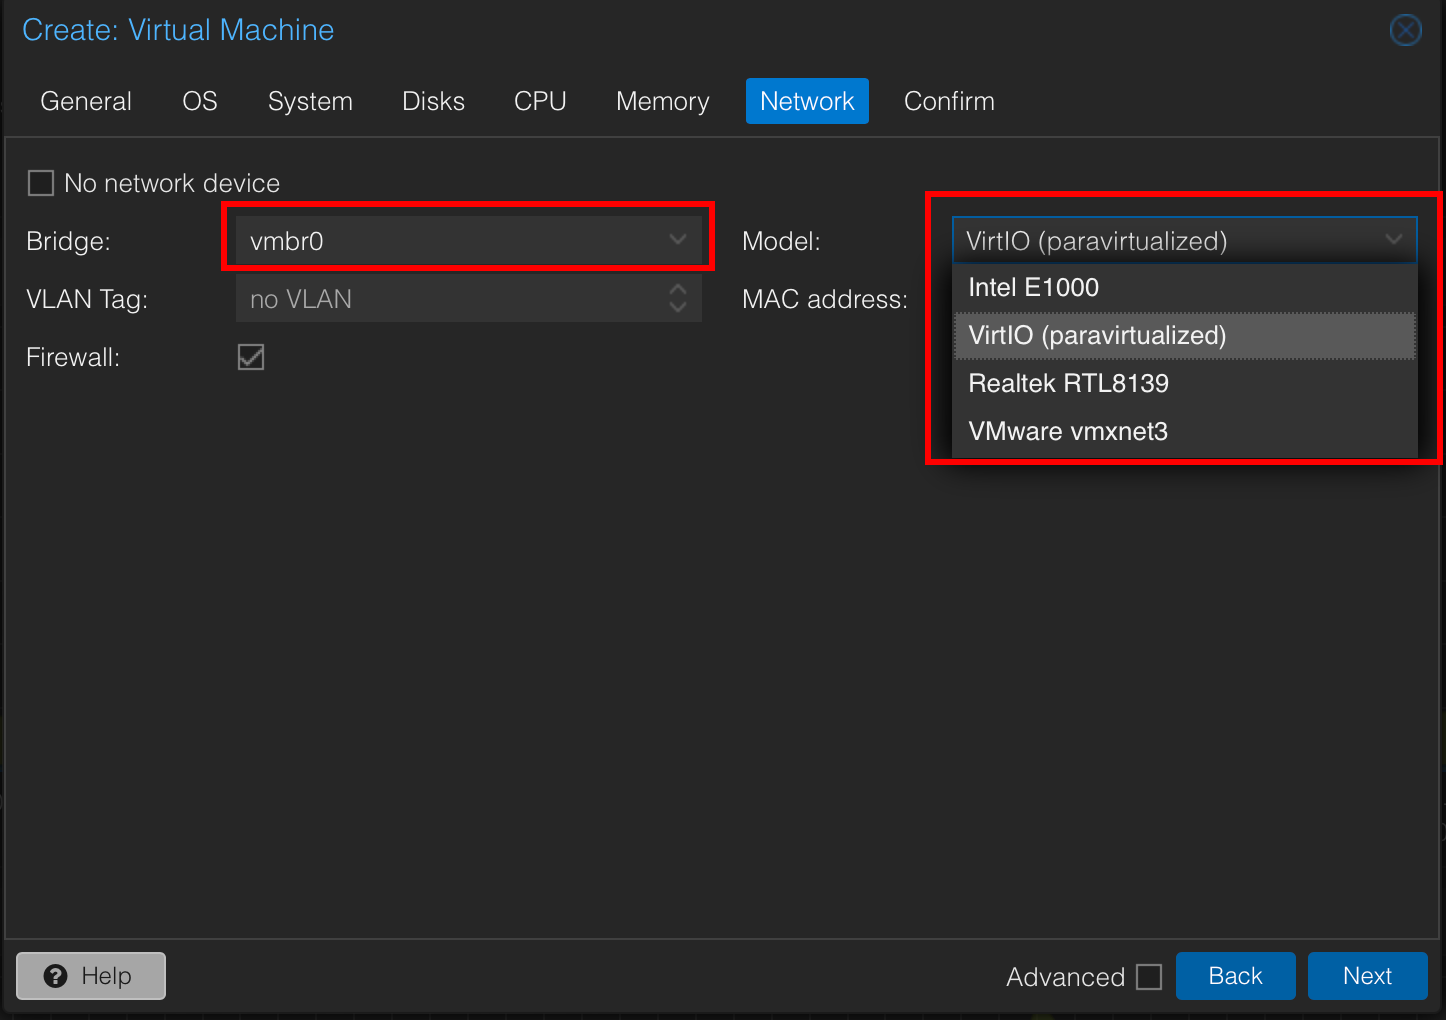 Create: Virtual Machine
General OS System Disks CPU Memory Network Confirm
No network device
Bridge: vmbr0 Model: VirtIO (paravirtualized)
Intel E1000
VLAN Tag: no VLAN MAC address:
VirtIO (paravirtualized)
Firewall:
Realtek RTL8139
VMware vmxnet3
Help Advanced Back Next